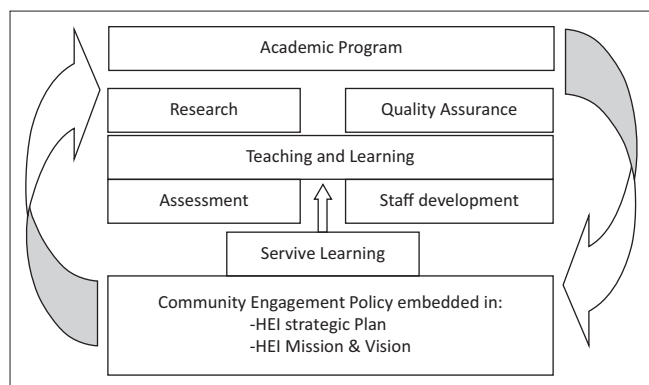 Academic Program
Research
Quality Assurance
Teaching and Learning
Assessment
Staff development
Servive Learning
Community Engagement Policy embedded in:
-HEI strategic Plan
-HEI Mission & Vision